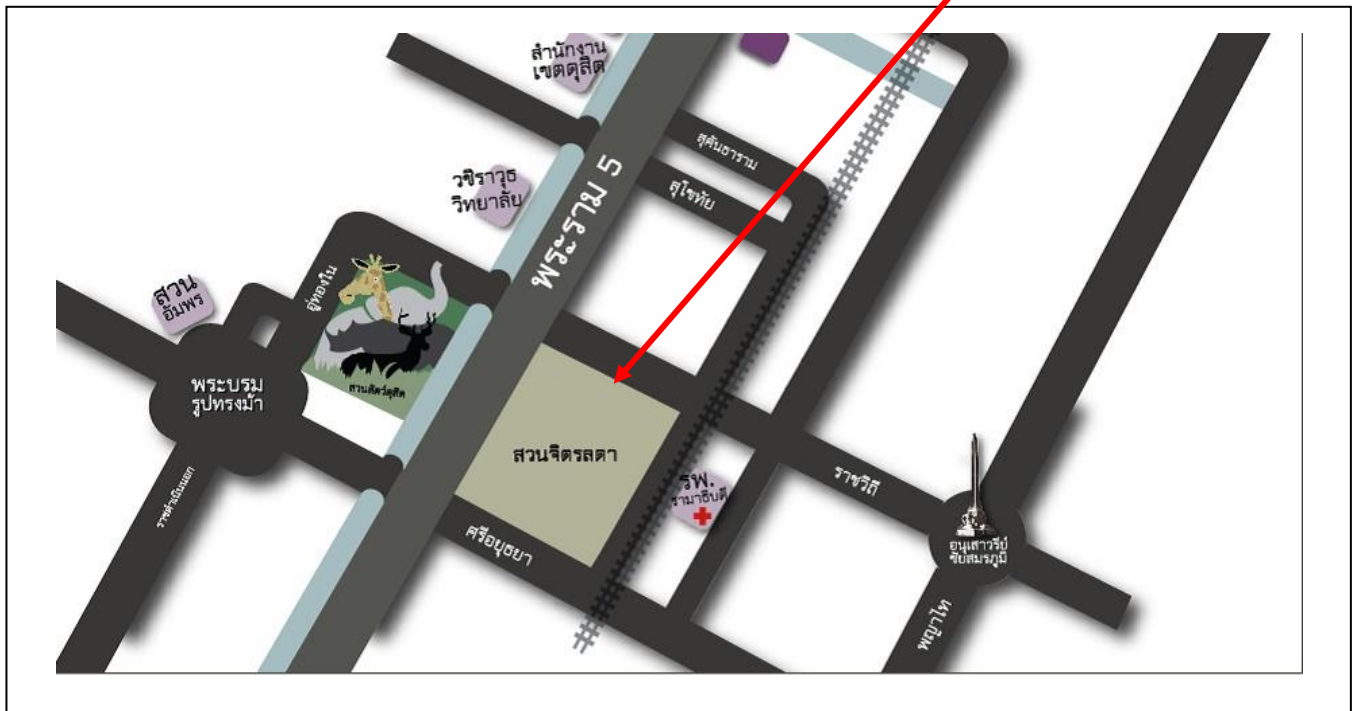 สำนักงาน
เขตดุสิต
สุคันธาราม
วชิราวุธ
วิทยาลัย
พระราม 5
สุโขทัย
อู่ทองใน
สวน
อัมพร
พระบรม
รูปทรงม้า
สวนสัตว์ดุสิต
สวนจิตรลดา
ราชวิถี
รพ.
รามาธิบดี
ราชดำเนินนอก
ศรีอยุธยา
อนุเสาวรีย์
ชัยสมรภูมิ
พญาไท